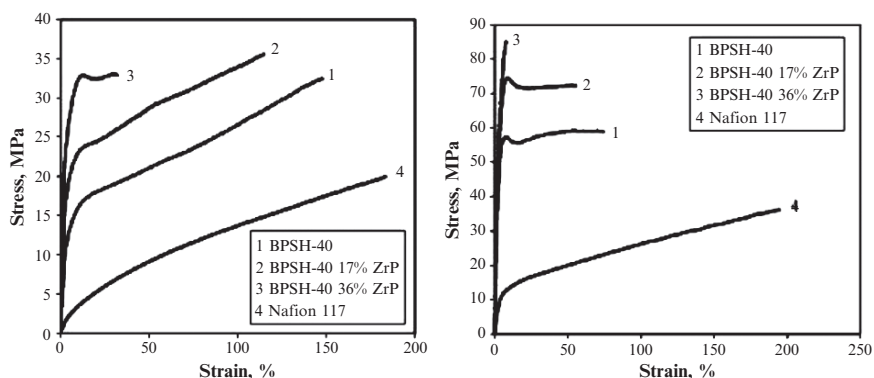 Stress, MPa
40
35
30
25
20
15
10
5
0
0 50 100 150 200
Strain, %
3
2
1
4
1 BPSH-40
2 BPSH-40 17% ZrP
3 BPSH-40 36% ZrP
4 Nafion 117
Stress, MPa
90
80
70
60
50
40
30
20
10
0
0 50 100 150 200 250
Strain, %
3
2
1
4
1 BPSH-40
2 BPSH-40 17% ZrP
3 BPSH-40 36% ZrP
4 Nafion 117